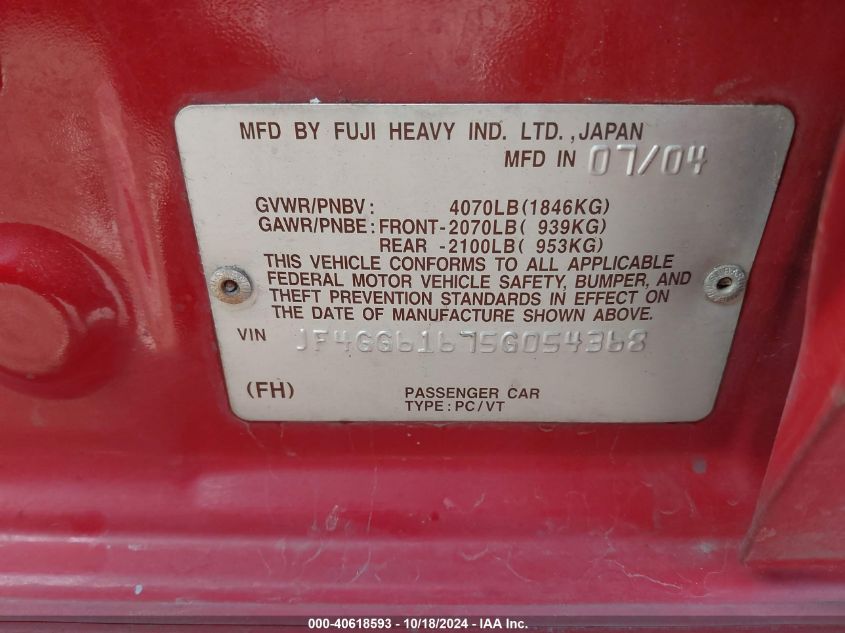 MFD BY FUJI HEAVY IND. LTD.,JAPAN
MFD IN 07/04
GVWR/PNBV: 4070LB(1846KG)
GAWR/PNBE: FRONT-2070LB( 939KG)
REAR -2100LB( 953KG)
THIS VEHICLE CONFORMS TO ALL APPLICABLE
FEDERAL MOTOR VEHICLE SAFETY, BUMPER, AND
THEFT PREVENTION STANDARDS IN EFFECT ON
THE DATE OF MANUFACTURE SHOWN ABOVE.
VIN JF4GG61675G054368
(FH) PASSENGER CAR
TYPE: PC/VT
000-40618593 - 10/18/2024 - IAA Inc.